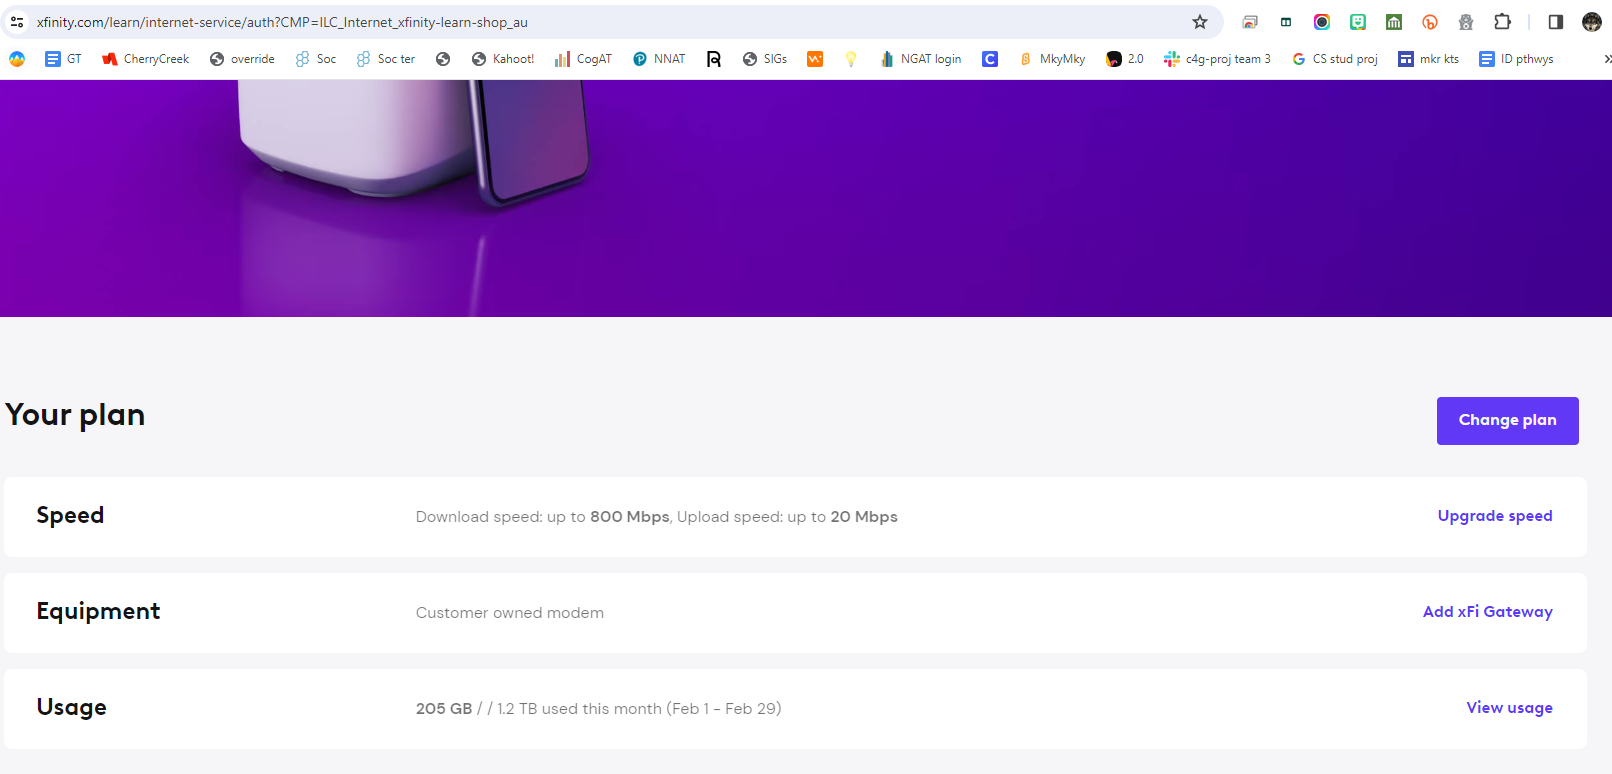 xfinity.com/learn/internet-service/auth?CMP=ILC_Internet_xfinity-learn-shop_au
GT CherryCreek override Soc Soc ter Kahoot! CogAT NNAT SIGs NGAT login C MkyMky 2.0 c4g-proj team 3 CS stud proj mkr kts ID pthwys »
Your plan
Change plan
Speed Download speed: up to 800 Mbps, Upload speed: up to 20 Mbps Upgrade speed
Equipment Customer owned modem Add xFi Gateway
Usage 205 GB / / 1.2 TB used this month (Feb 1 - Feb 29) View usage